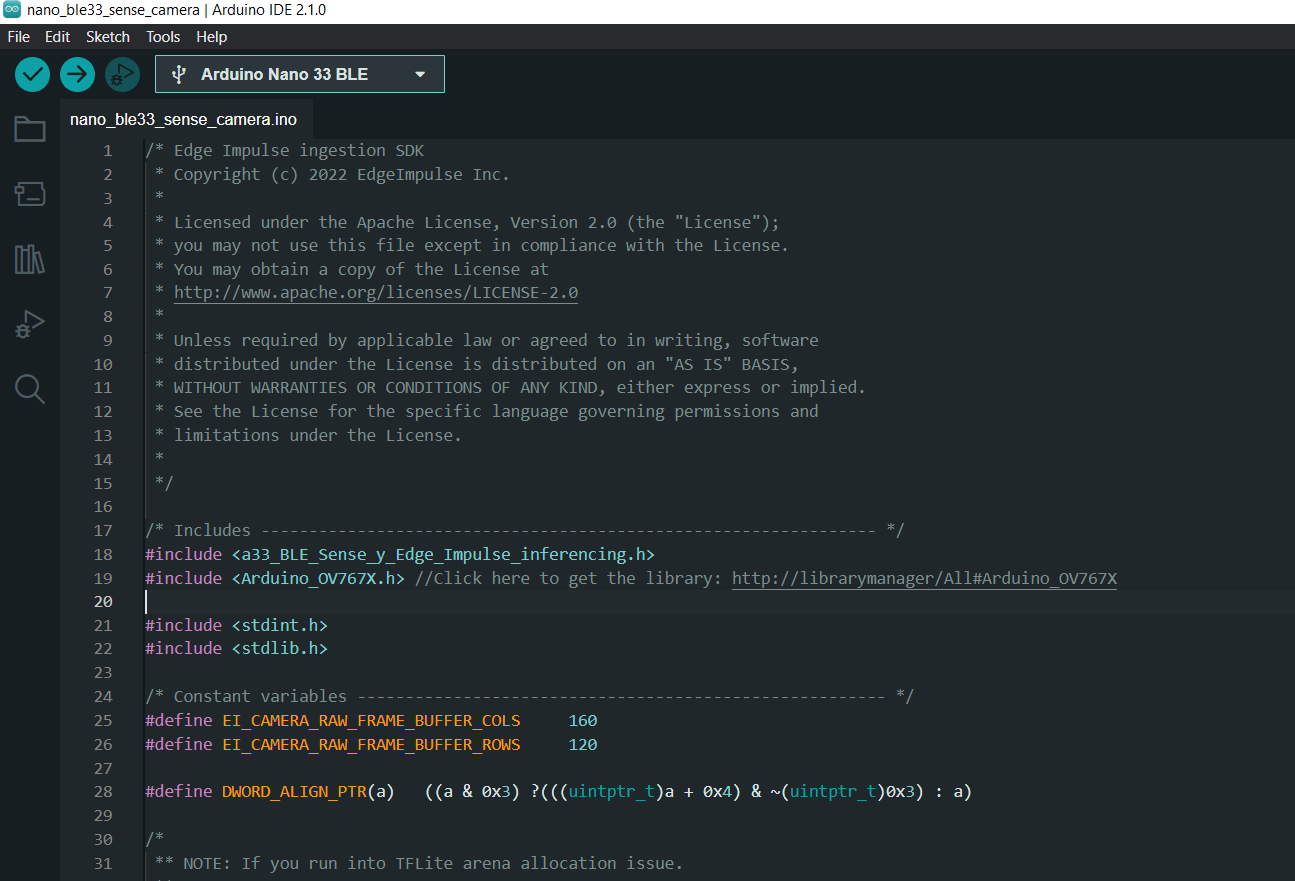 nano_ble33_sense_camera | Arduino IDE 2.1.0
File Edit Sketch Tools Help
Arduino Nano 33 BLE
nano_ble33_sense_camera.ino
1 /* Edge Impulse ingestion SDK
2  * Copyright (c) 2022 EdgeImpulse Inc.
3  *
4  * Licensed under the Apache License, Version 2.0 (the "License");
5  * you may not use this file except in compliance with the License.
6  * You may obtain a copy of the License at
7  * http://www.apache.org/licenses/LICENSE-2.0
8  *
9  * Unless required by applicable law or agreed to in writing, software
10  * distributed under the License is distributed on an "AS IS" BASIS,
11  * WITHOUT WARRANTIES OR CONDITIONS OF ANY KIND, either express or implied.
12  * See the License for the specific language governing permissions and
13  * limitations under the License.
14  *
15  */
16
17 /* Includes ---------------------------------------------------------------- */
18 #include <a33_BLE_Sense_y_Edge_Impulse_inferencing.h>
19 #include <Arduino_OV767X.h> //Click here to get the library: http://librarymanager/All#Arduino_OV767X
20
21 #include <stdint.h>
22 #include <stdlib.h>
23
24 /* Constant variables ------------------------------------------------------- */
25 #define EI_CAMERA_RAW_FRAME_BUFFER_COLS     160
26 #define EI_CAMERA_RAW_FRAME_BUFFER_ROWS     120
27
28 #define DWORD_ALIGN_PTR(a)   ((a & 0x3) ?(((uintptr_t)a + 0x4) & ~(uintptr_t)0x3) : a)
29
30 /*
31  ** NOTE: If you run into TFLite arena allocation issue.